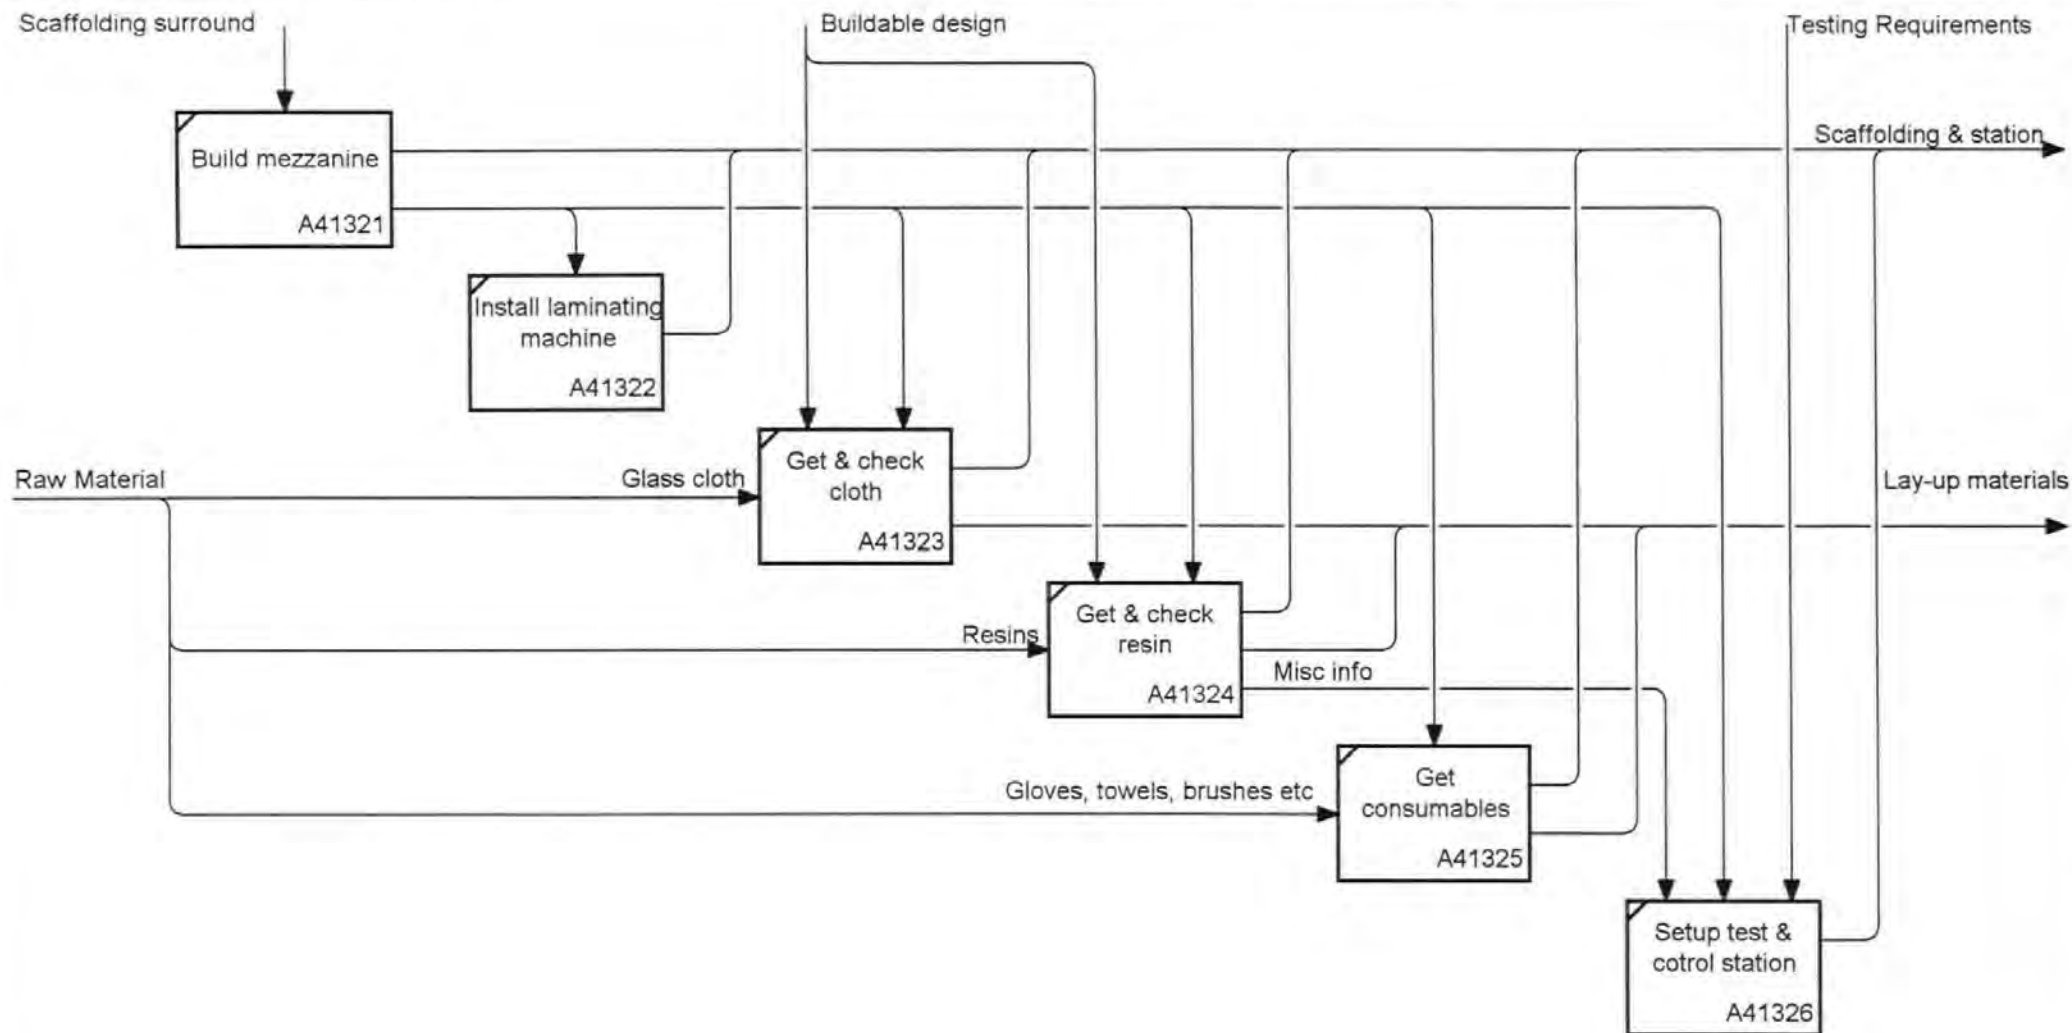 Scaffolding surround
Buildable design
Testing Requirements
Scaffolding & station
Build mezzanine
A41321
Install laminating
machine
A41322
Raw Material
Glass cloth
Get & check
cloth
A41323
Lay-up materials
Resins
Get & check
resin
A41324
Misc info
Gloves, towels, brushes etc
Get
consumables
A41325
Setup test &
cotrol station
A41326